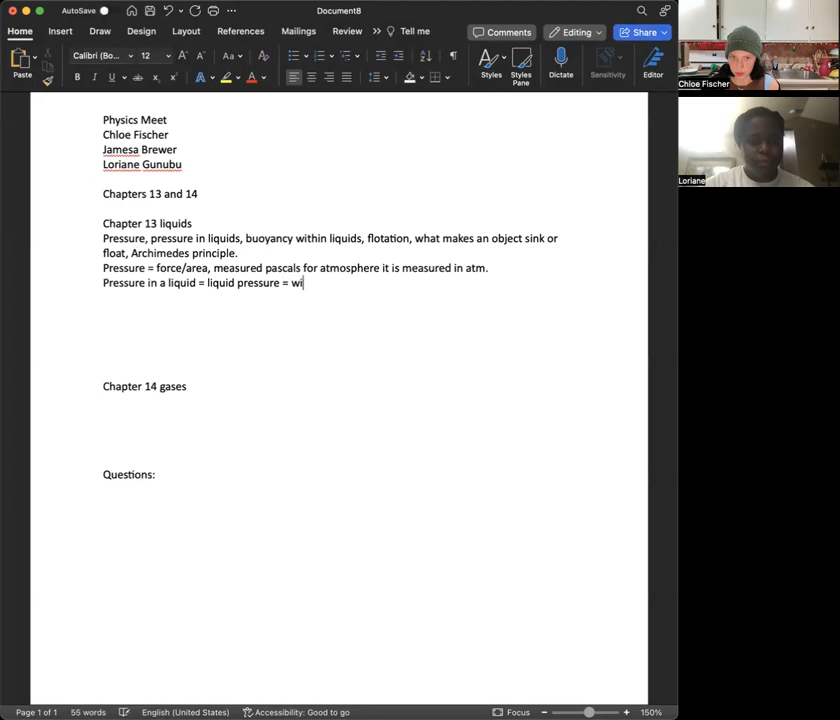 AutoSave
Document8
Home Insert Draw Design Layout References Mailings Review Tell me
Comments Editing Share
Paste
Calibri (Bo... 12
Aa
B I U ab x₂ x²
A A
Styles
Styles Pane
Dictate
Sensitivity
Editor
Physics Meet
Chloe Fischer
Jamesa Brewer
Loriane Gunubu
Chapters 13 and 14
Chapter 13 liquids
Pressure, pressure in liquids, buoyancy within liquids, flotation, what makes an object sink or
float, Archimedes principle.
Pressure = force/area, measured pascals for atmosphere it is measured in atm.
Pressure in a liquid = liquid pressure = wi
Chapter 14 gases
Questions:
Page 1 of 1 55 words English (United States) Accessibility: Good to go Focus 150%
Chloe Fischer
Loriane